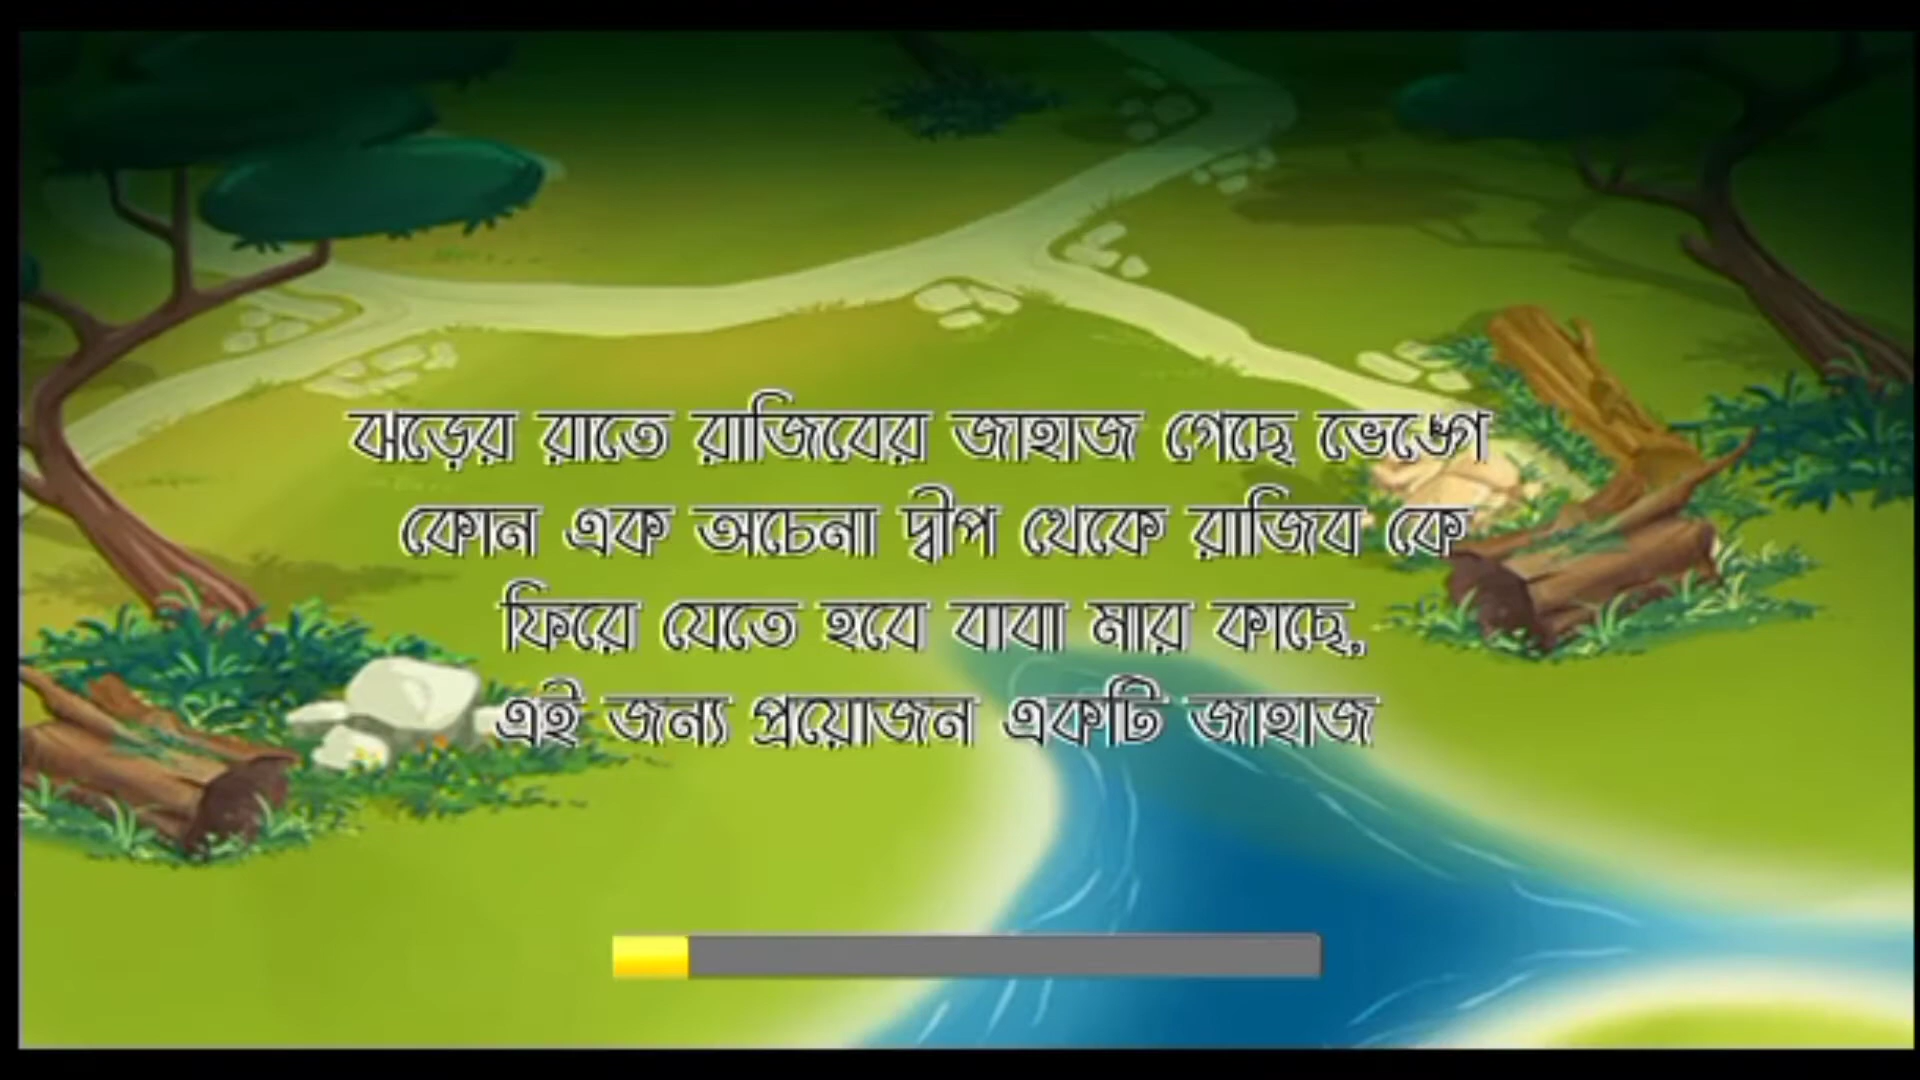 ঝড়ের রাতে রাজিবের জাহাজ গেছে ভেঙ্গে
কোন এক অচেনা দ্বীপ থেকে রাজিব কে
ফিরে যেতে হবে বাবা মার কাছে,
এই জন্য প্রয়োজন একটি জাহাজ